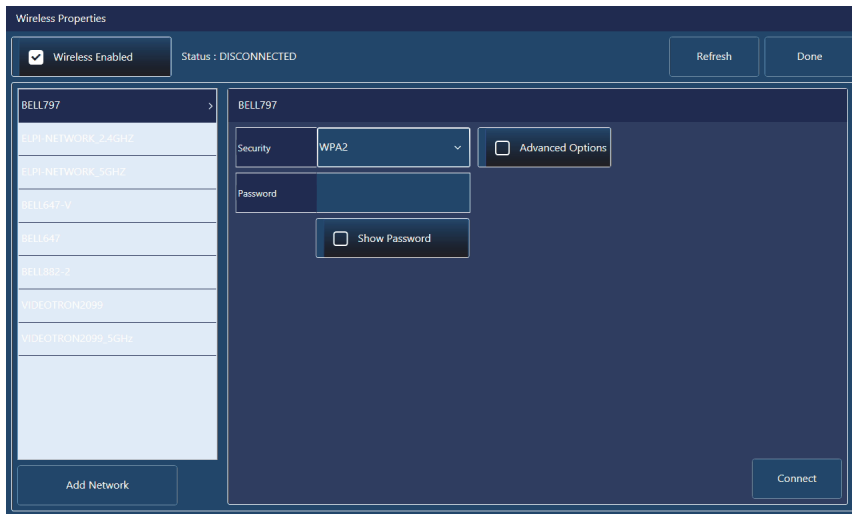 Wireless Properties
Wireless Enabled
Status : DISCONNECTED
Refresh
Done
BELL797
ELPI-NETWORK_2.4GHZ
ELPI-NETWORK_5GHZ
BELL647-V
BELL647
BELL882-2
VIDEOTRON2099
VIDEOTRON2099_5GHz
Add Network
BELL797
Security
WPA2
Advanced Options
Password
Show Password
Connect